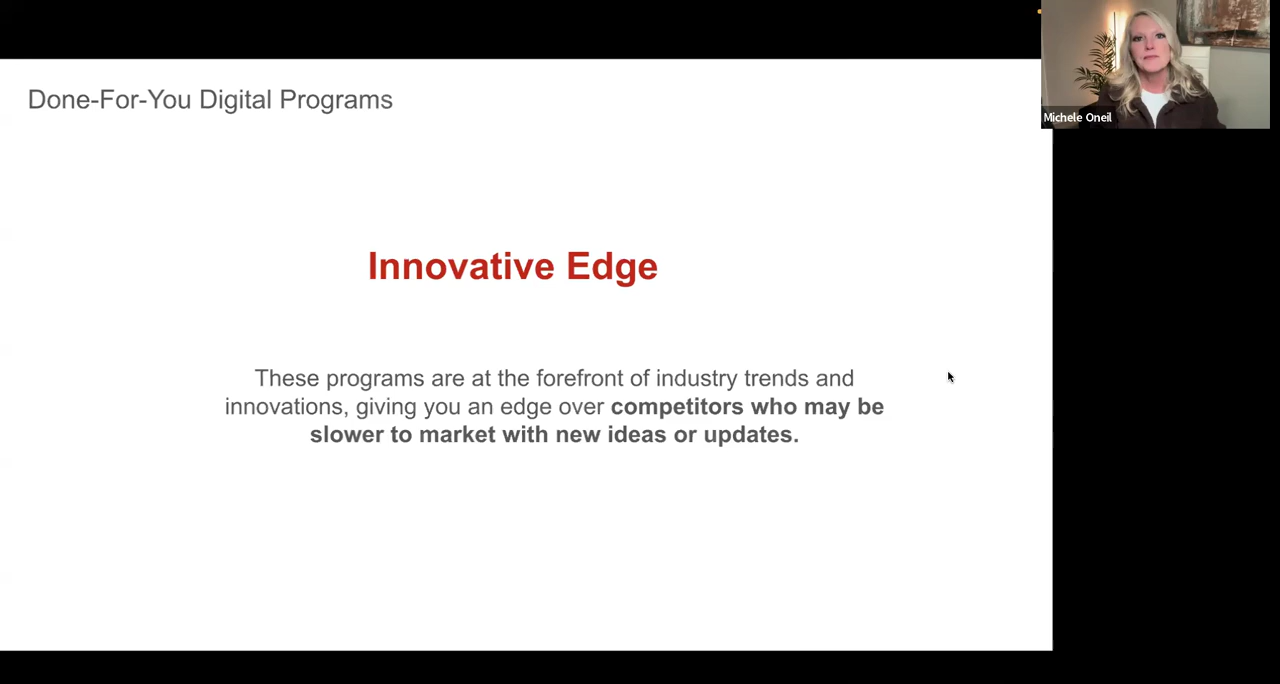 Done-For-You Digital Programs
Michele Oneil
Innovative Edge
These programs are at the forefront of industry trends and
innovations, giving you an edge over competitors who may be
slower to market with new ideas or updates.